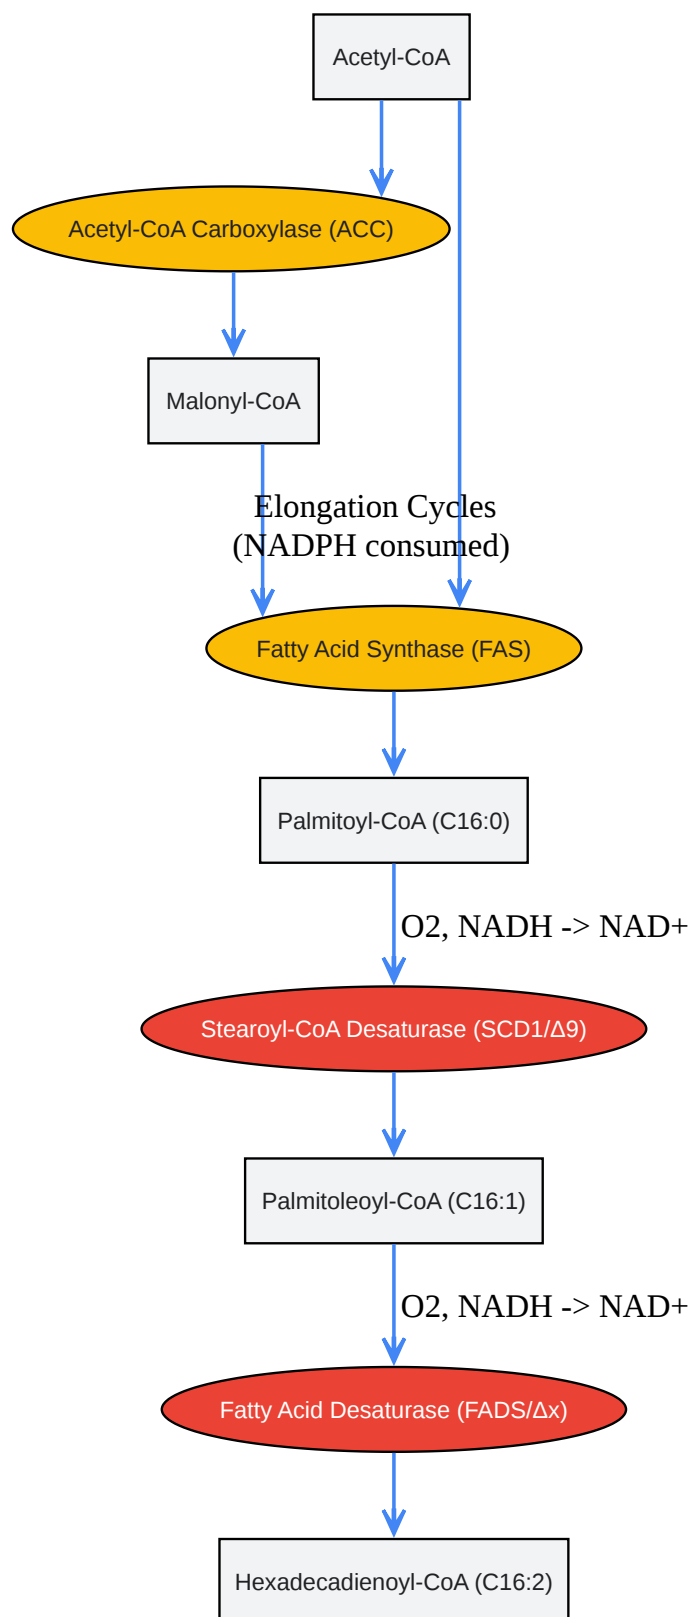 Acetyl-CoA
Acetyl-CoA Carboxylase (ACC)
Malonyl-CoA
Elongation Cycles
(NADPH consumed)
Fatty Acid Synthase (FAS)
Palmitoyl-CoA (C16:0)
O2, NADH -> NAD+
Stearoyl-CoA Desaturase (SCD1/Δ9)
Palmitoleoyl-CoA (C16:1)
O2, NADH -> NAD+
Fatty Acid Desaturase (FADS/Δx)
Hexadecadienoyl-CoA (C16:2)